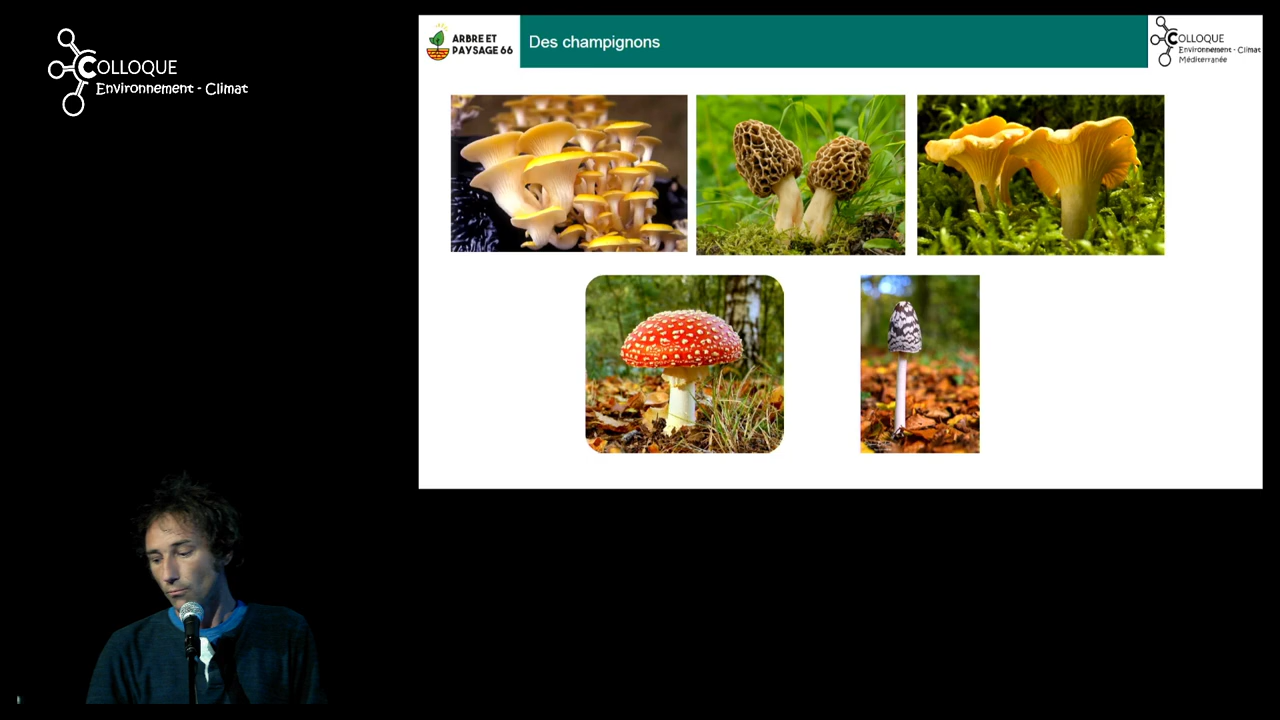 COLLOQUE
Environnement - Climat
ARBRE ET
PAYSAGE 66
Des champignons
COLLOQUE
Environnement - Climat
Méditerranée